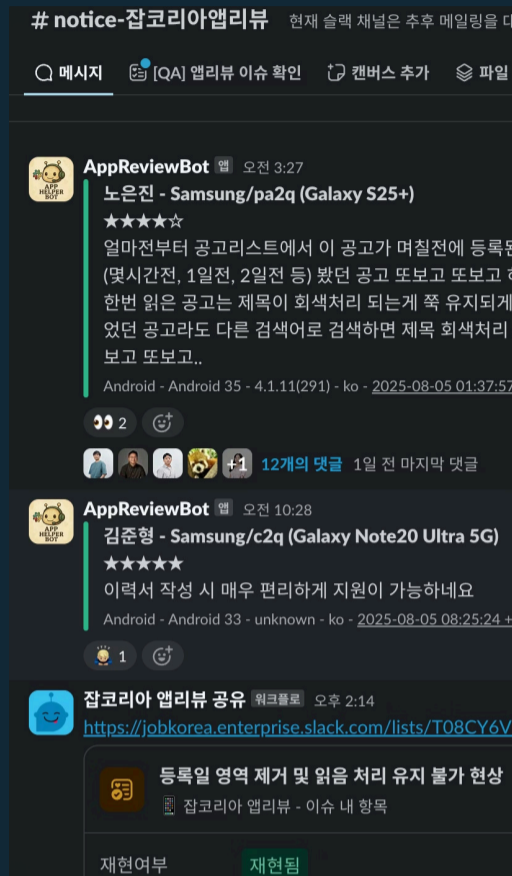 # notice-잡코리아앱리뷰 현재 슬랙 채널은 추후 메일링을 대
메시지 [QA] 앱리뷰 이슈 확인 캔버스 추가 파일
AppReviewBot 앱 오전 3:27
노은진 - Samsung/pa2q (Galaxy S25+)
★★★★☆
얼마전부터 공고리스트에서 이 공고가 며칠전에 등록된
(몇시간전, 1일전, 2일전 등) 봤던 공고 또보고 또보고
한번 읽은 공고는 제목이 회색처리 되는게 쭉 유지되게
었던 공고라도 다른 검색어로 검색하면 제목 회색처리
보고 또보고..
Android - Android 35 - 4.1.11(291) - ko - 2025-08-05 01:37:57
2
+1 12개의 댓글 1일 전 마지막 댓글
AppReviewBot 앱 오전 10:28
김준형 - Samsung/c2q (Galaxy Note20 Ultra 5G)
★★★★★
이력서 작성 시 매우 편리하게 지원이 가능하네요
Android - Android 33 - unknown - ko - 2025-08-05 08:25:24 +
1
잡코리아 앱리뷰 공유 워크플로 오후 2:14
https://jobkorea.enterprise.slack.com/lists/T08CY6V
등록일 영역 제거 및 읽음 처리 유지 불가 현상
잡코리아 앱리뷰 - 이슈 내 항목
재현여부 재현됨